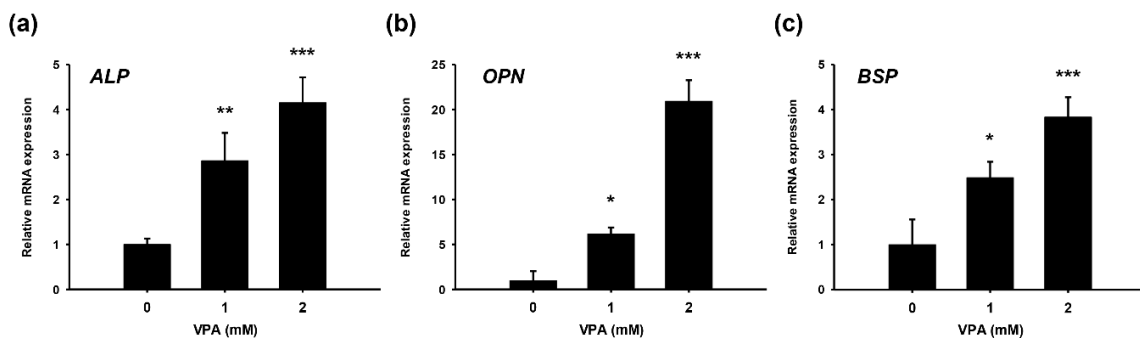 (a)
ALP
Relative mRNA expression
5
4
3
2
1
0
**
***
0 1 2
VPA (mM)
(b)
OPN
Relative mRNA expression
25
20
15
10
5
0
*
***
0 1 2
VPA (mM)
(c)
BSP
Relative mRNA expression
5
4
3
2
1
0
*
***
0 1 2
VPA (mM)